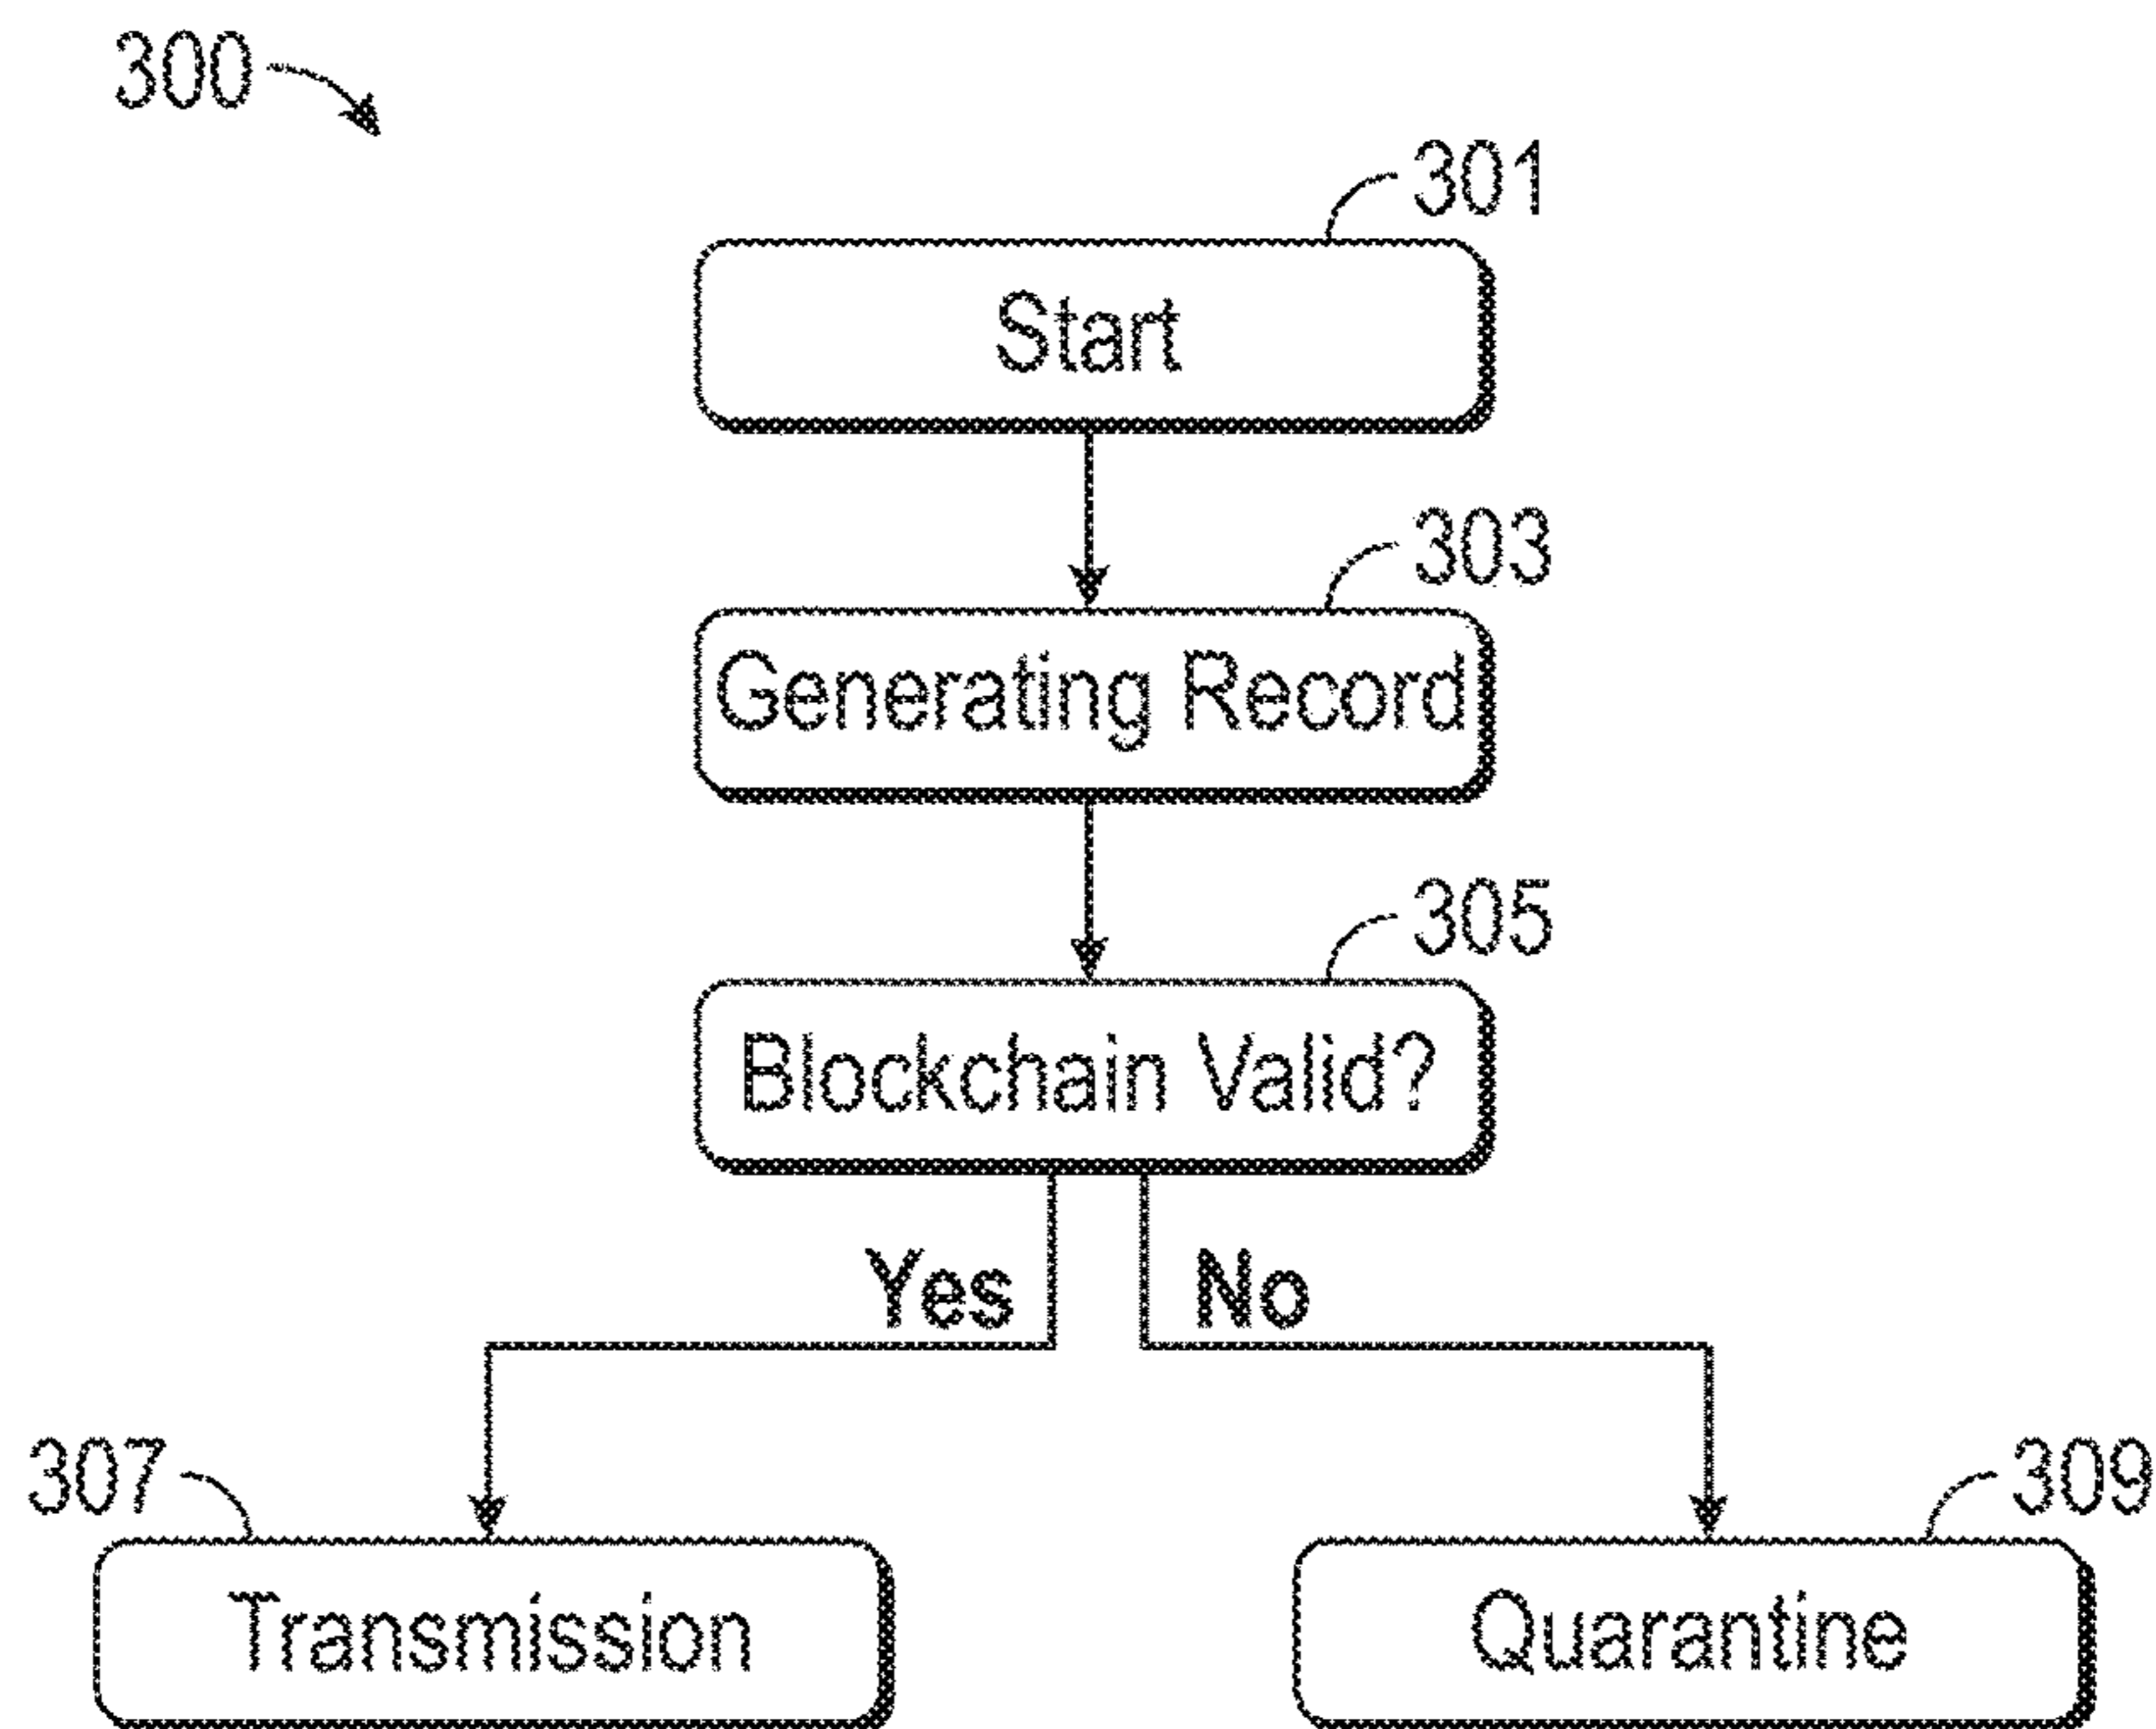 300
301
Start
303
Generating Record
305
Blockchain Valid?
Yes No
307
309
Transmission
Quarantine